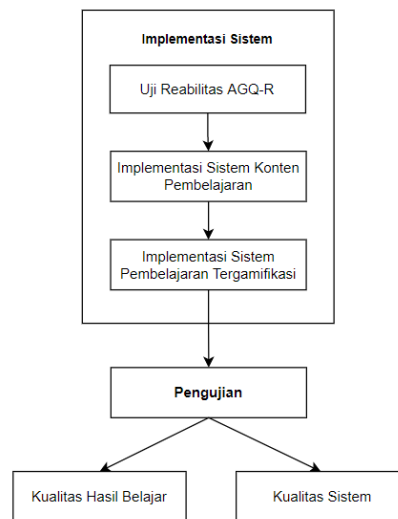 Implementasi Sistem
Uji Reabilitas AGQ-R
Implementasi Sistem Konten
Pembelajaran
Implementasi Sistem
Pembelajaran Tergamifikasi
Pengujian
Kualitas Hasil Belajar
Kualitas Sistem